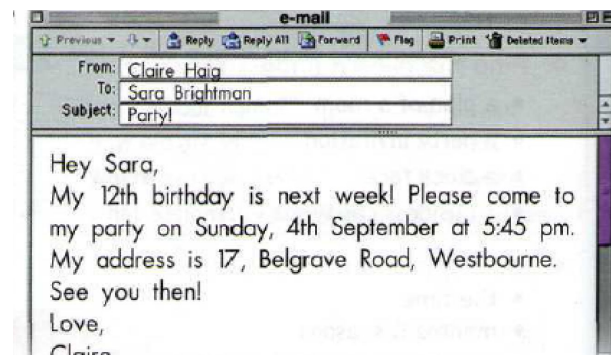 e-mail
Previous Reply Reply All Forward Flag Print Deleted Items
From: Claire Haig
To: Sara Brightman
Subject: Party!
Hey Sara,
My 12th birthday is next week! Please come to
my party on Sunday, 4th September at 5:45 pm.
My address is 17, Belgrave Road, Westbourne.
See you then!
Love,
Claire